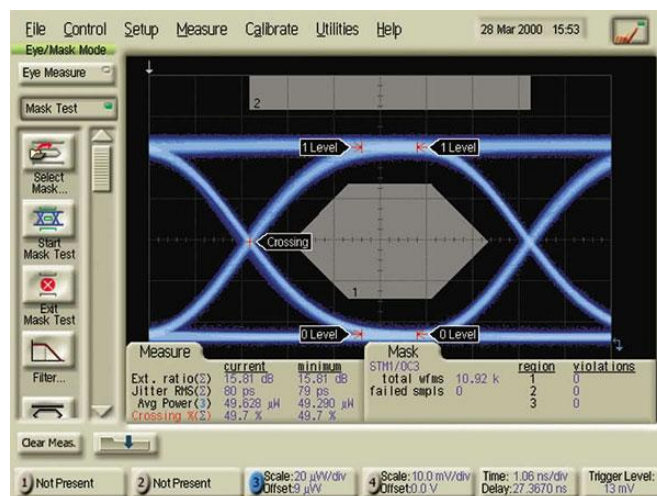 File Control Setup Measure Calibrate Utilities Help 28 Mar 2000 15:53
Eye/Mask Mode
Eye Measure
Mask Test
Select Mask...
Start Mask Test
Exit Mask Test
Filter...
2
1 Level 1 Level
Crossing
1
0 Level 0 Level
Measure
current minimum
Ext. ratio(Σ) 15.81 dB 15.81 dB
Jitter RMS(Σ) 80 ps 79 ps
Avg Power(3) 49.628 µW 49.290 µW
Crossing %(Σ) 49.7 % 49.7 %
Mask
STM1/OC3 region violations
total wfms 10.92 k 1 0
failed smpls 0 2 0
3 0
Clear Meas.
1 Not Present 2 Not Present 3 Scale:20 µW/div 4 Scale:10.0 mV/div Time: 1.06 ns/div Trigger Level:
Offset:9 µW Offset:0.0 V Delay:27.3670 ns 13 mV